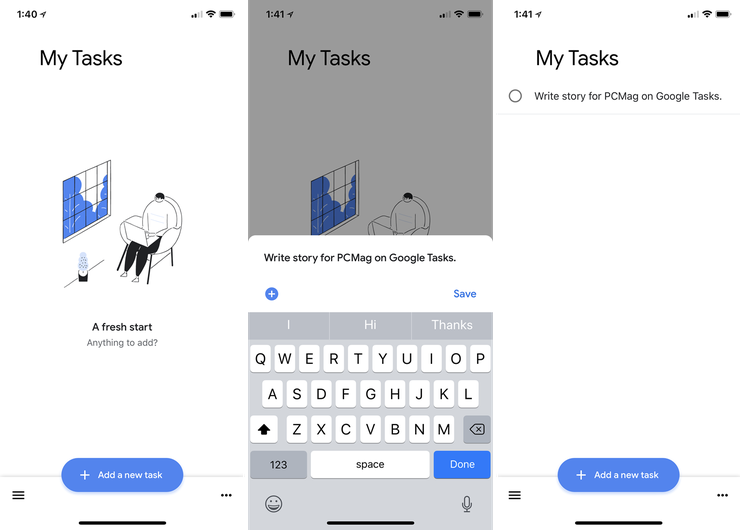 1:40
My Tasks
A fresh start
Anything to add?
+ Add a new task
1:41
My Tasks
Write story for PCMag on Google Tasks.
Save
I Hi Thanks
Q W E R T Y U I O P
A S D F G H J K L
Z X C V B N M
123 space Done
1:41
My Tasks
Write story for PCMag on Google Tasks.
+ Add a new task